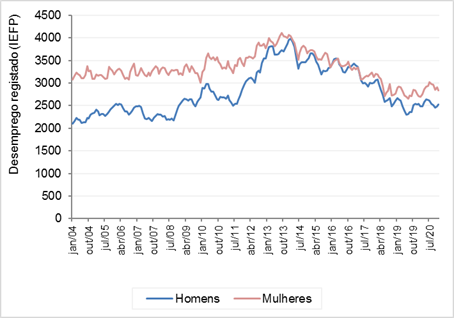 Desemprego registado (IEFP)
4500
4000
3500
3000
2500
2000
1500
1000
500
0
jan/04
out/04
jul/05
abr/06
jan/07
out/07
jul/08
abr/09
jan/10
out/10
jul/11
abr/12
jan/13
out/13
jul/14
abr/15
jan/16
out/16
jul/17
abr/18
jan/19
out/19
jul/20
Homens Mulheres